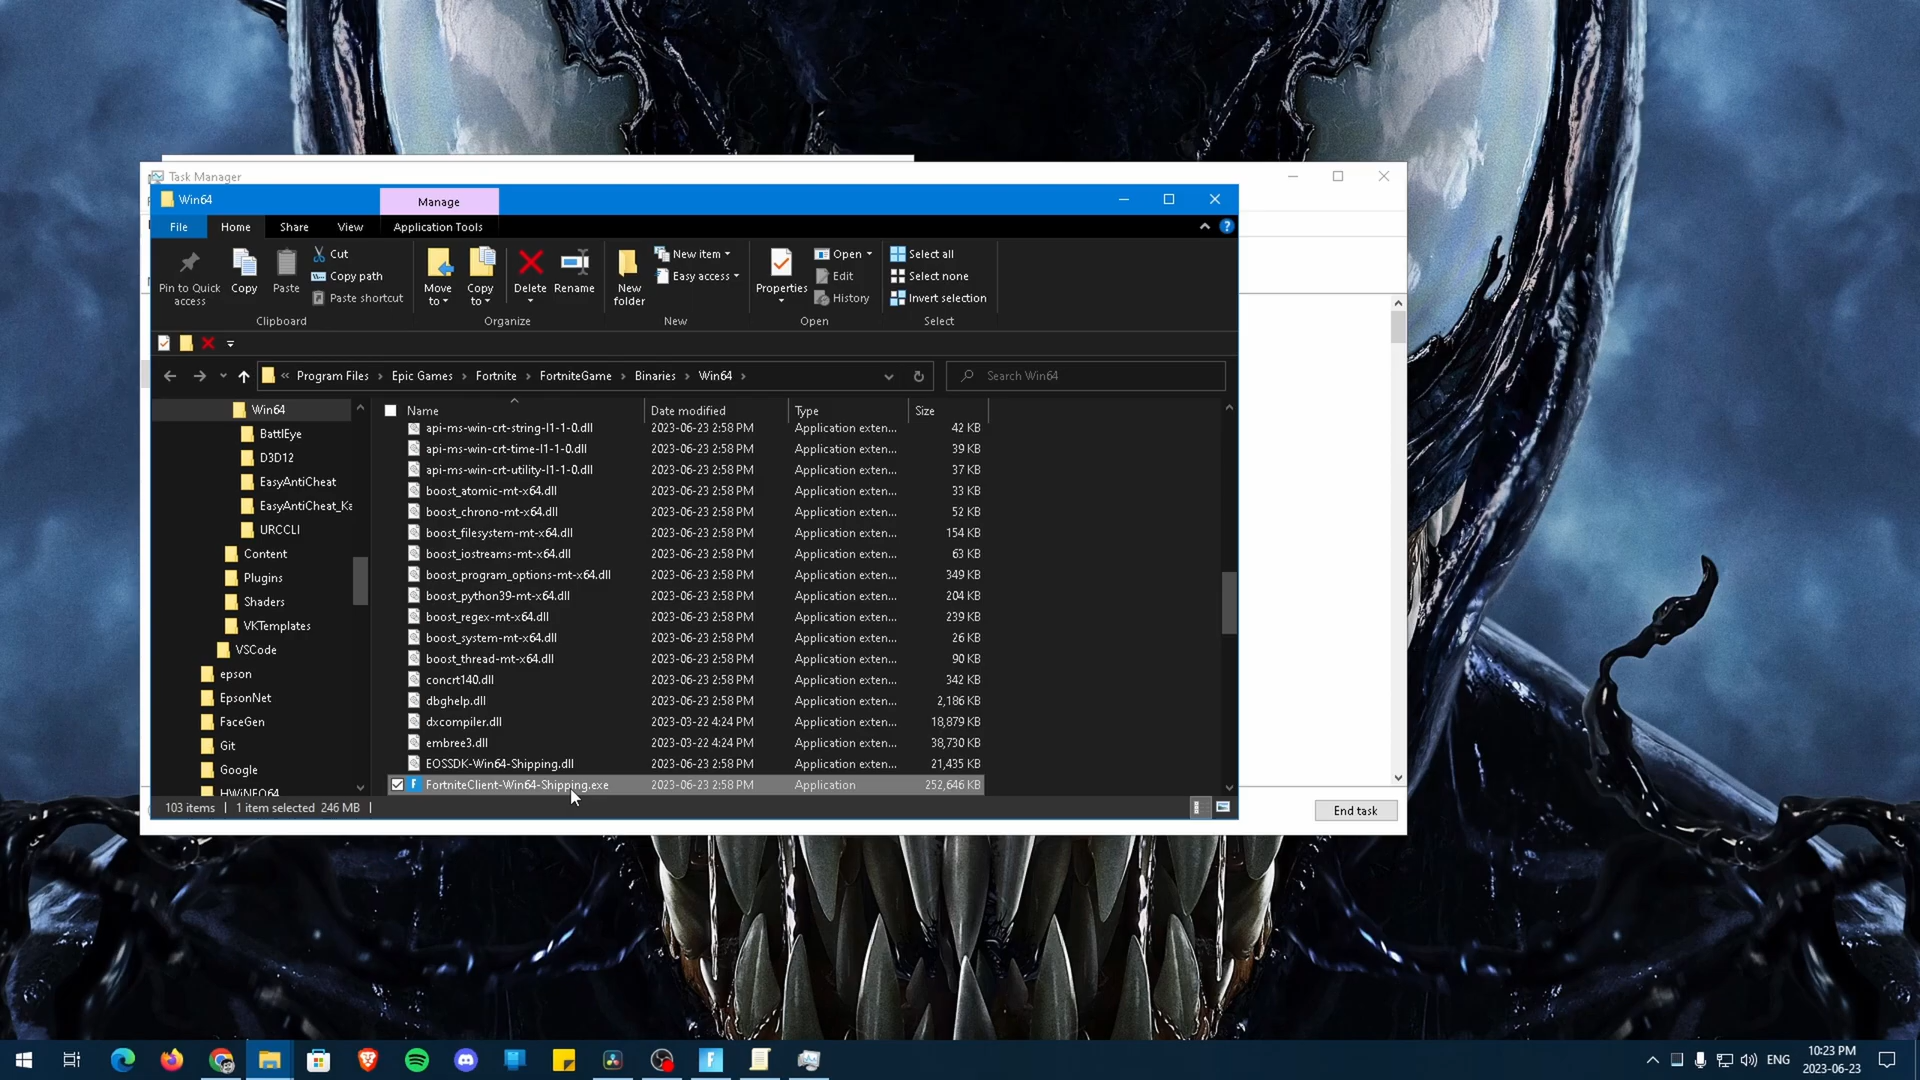 Task Manager
Win64
Manage
File
Home
Share
View
Application Tools
Pin to Quick access
Copy
Paste
Cut
Copy path
Paste shortcut
Clipboard
Move to
Copy to
Delete
Rename
Organize
New folder
New item
Easy access
New
Properties
Open
Edit
History
Open
Select all
Select none
Invert selection
Select
« Program Files > Epic Games > Fortnite > FortniteGame > Binaries > Win64 >
Search Win64
Win64
BattlEye
D3D12
EasyAntiCheat
EasyAntiCheat_Ka
URCCLI
Content
Plugins
Shaders
VKTemplates
VSCode
epson
EpsonNet
FaceGen
Git
Google
HWiNFO64
Name Date modified Type Size
api-ms-win-crt-string-l1-1-0.dll 2023-06-23 2:58 PM Application exten... 42 KB
api-ms-win-crt-time-l1-1-0.dll 2023-06-23 2:58 PM Application exten... 39 KB
api-ms-win-crt-utility-l1-1-0.dll 2023-06-23 2:58 PM Application exten... 37 KB
boost_atomic-mt-x64.dll 2023-06-23 2:58 PM Application exten... 33 KB
boost_chrono-mt-x64.dll 2023-06-23 2:58 PM Application exten... 52 KB
boost_filesystem-mt-x64.dll 2023-06-23 2:58 PM Application exten... 154 KB
boost_iostreams-mt-x64.dll 2023-06-23 2:58 PM Application exten... 63 KB
boost_program_options-mt-x64.dll 2023-06-23 2:58 PM Application exten... 349 KB
boost_python39-mt-x64.dll 2023-06-23 2:58 PM Application exten... 204 KB
boost_regex-mt-x64.dll 2023-06-23 2:58 PM Application exten... 239 KB
boost_system-mt-x64.dll 2023-06-23 2:58 PM Application exten... 26 KB
boost_thread-mt-x64.dll 2023-06-23 2:58 PM Application exten... 90 KB
concrt140.dll 2023-06-23 2:58 PM Application exten... 342 KB
dbghelp.dll 2023-06-23 2:58 PM Application exten... 2,186 KB
dxcompiler.dll 2023-03-22 4:24 PM Application exten... 18,879 KB
embree3.dll 2023-03-22 4:24 PM Application exten... 38,730 KB
EOSSDK-Win64-Shipping.dll 2023-06-23 2:58 PM Application exten... 21,435 KB
FortniteClient-Win64-Shipping.exe 2023-06-23 2:58 PM Application 252,646 KB
103 items 1 item selected 246 MB
End task
ENG
10:23 PM
2023-06-23